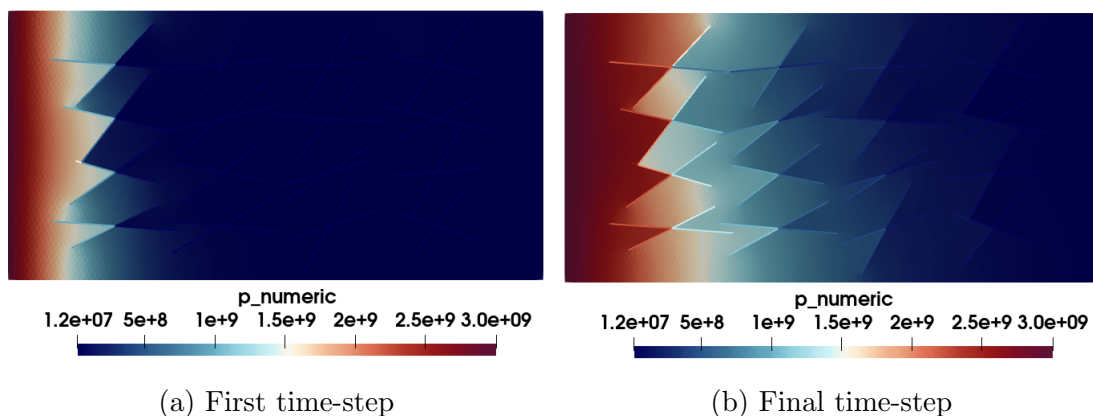 p_numeric
1.2e+07 5e+8 1e+9 1.5e+9 2e+9 2.5e+9 3.0e+09
(a) First time-step
p_numeric
1.2e+07 5e+8 1e+9 1.5e+9 2e+9 2.5e+9 3.0e+09
(b) Final time-step